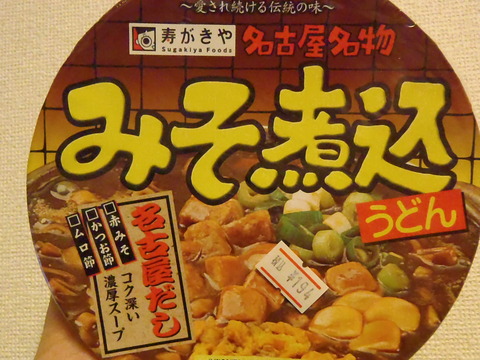 ～愛され続ける伝統の味～
寿がきや
Sugakiya Foods
名古屋名物
みそ煮込
うどん
名古屋だし
□赤みそ
□かつお節
□ムロ節
コク深い
濃厚スープ